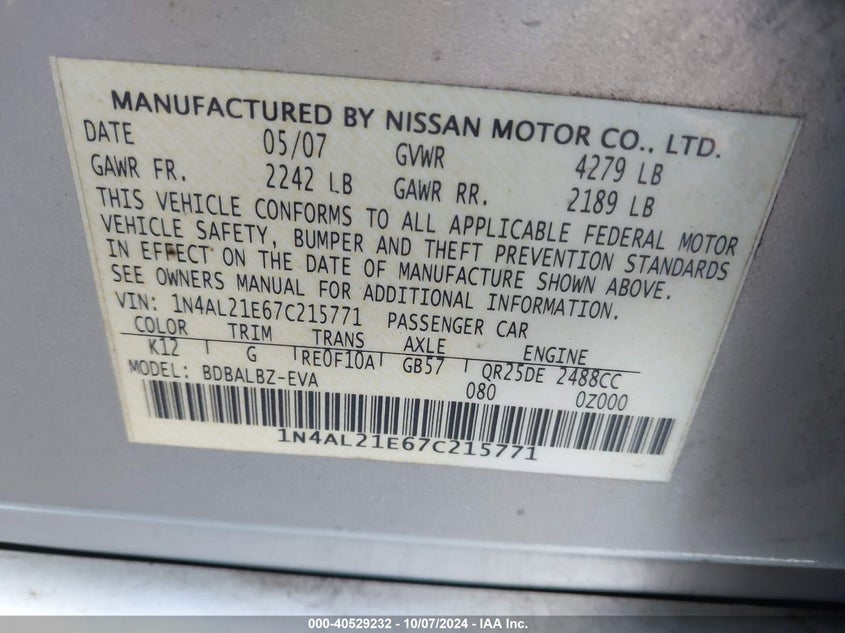 MANUFACTURED BY NISSAN MOTOR CO., LTD.
DATE 05/07 GVWR 4279 LB
GAWR FR. 2242 LB GAWR RR. 2189 LB
THIS VEHICLE CONFORMS TO ALL APPLICABLE FEDERAL MOTOR
VEHICLE SAFETY, BUMPER AND THEFT PREVENTION STANDARDS
IN EFFECT ON THE DATE OF MANUFACTURE SHOWN ABOVE.
SEE OWNERS MANUAL FOR ADDITIONAL INFORMATION.
VIN: 1N4AL21E67C215771 PASSENGER CAR
COLOR TRIM TRANS AXLE ENGINE
K12 G RE0F10A GB57 QR25DE 2488CC
MODEL: BDBALBZ-EVA 080 0Z000
1N4AL21E67C215771
000-40529232 - 10/07/2024 - IAA Inc.